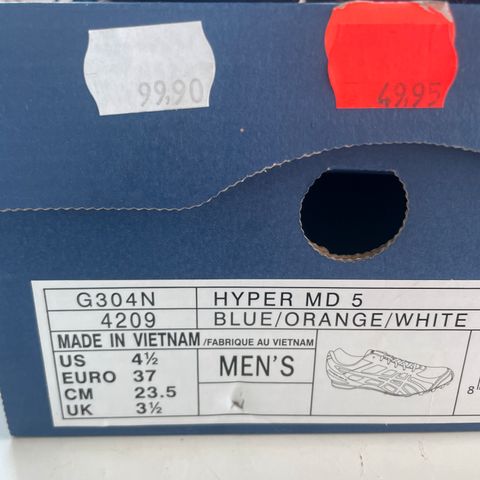 99,90
49,95
G304N HYPER MD 5
4209 BLUE/ORANGE/WHITE
MADE IN VIETNAM /FABRIQUE AU VIETNAM
US 4½
EURO 37
CM 23.5
UK 3½
MEN'S
8